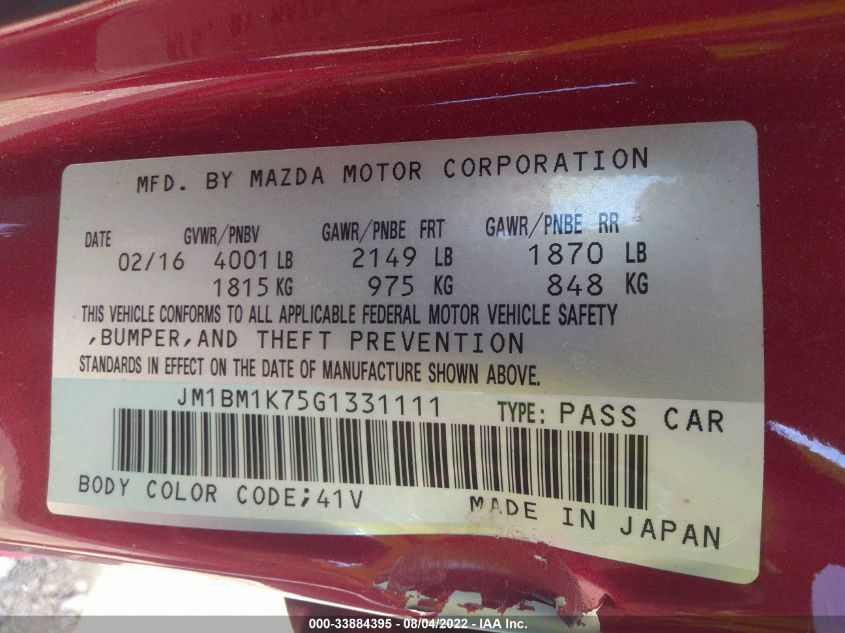 MFD. BY MAZDA MOTOR CORPORATION
DATE GVWR/PNBV GAWR/PNBE FRT GAWR/PNBE RR
02/16 4001 LB 2149 LB 1870 LB
1815 KG 975 KG 848 KG
THIS VEHICLE CONFORMS TO ALL APPLICABLE FEDERAL MOTOR VEHICLE SAFETY
,BUMPER,AND THEFT PREVENTION
STANDARDS IN EFFECT ON THE DATE OF MANUFACTURE SHOWN ABOVE.
JM1BM1K75G1331111 TYPE: PASS CAR
BODY COLOR CODE;41V MADE IN JAPAN
000-33884395 - 08/04/2022 - IAA Inc.